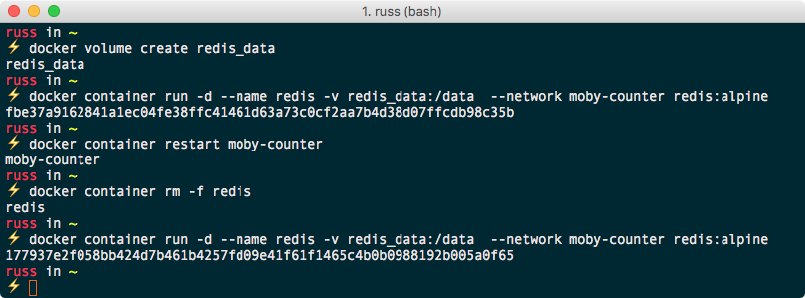 1. russ (bash)
russ in ~
⚡ docker volume create redis_data
redis_data
russ in ~
⚡ docker container run -d --name redis -v redis_data:/data  --network moby-counter redis:alpine
fbe37a9162841a1ec04fe38ffc41461d63a73c0cf2aa7b4d38d07ffcdb98c35b
russ in ~
⚡ docker container restart moby-counter
moby-counter
russ in ~
⚡ docker container rm -f redis
redis
russ in ~
⚡ docker container run -d --name redis -v redis_data:/data  --network moby-counter redis:alpine
177937e2f058bb424d7b461b4257fd09e41f61f1465c4b0b0988192b005a0f65
russ in ~
⚡